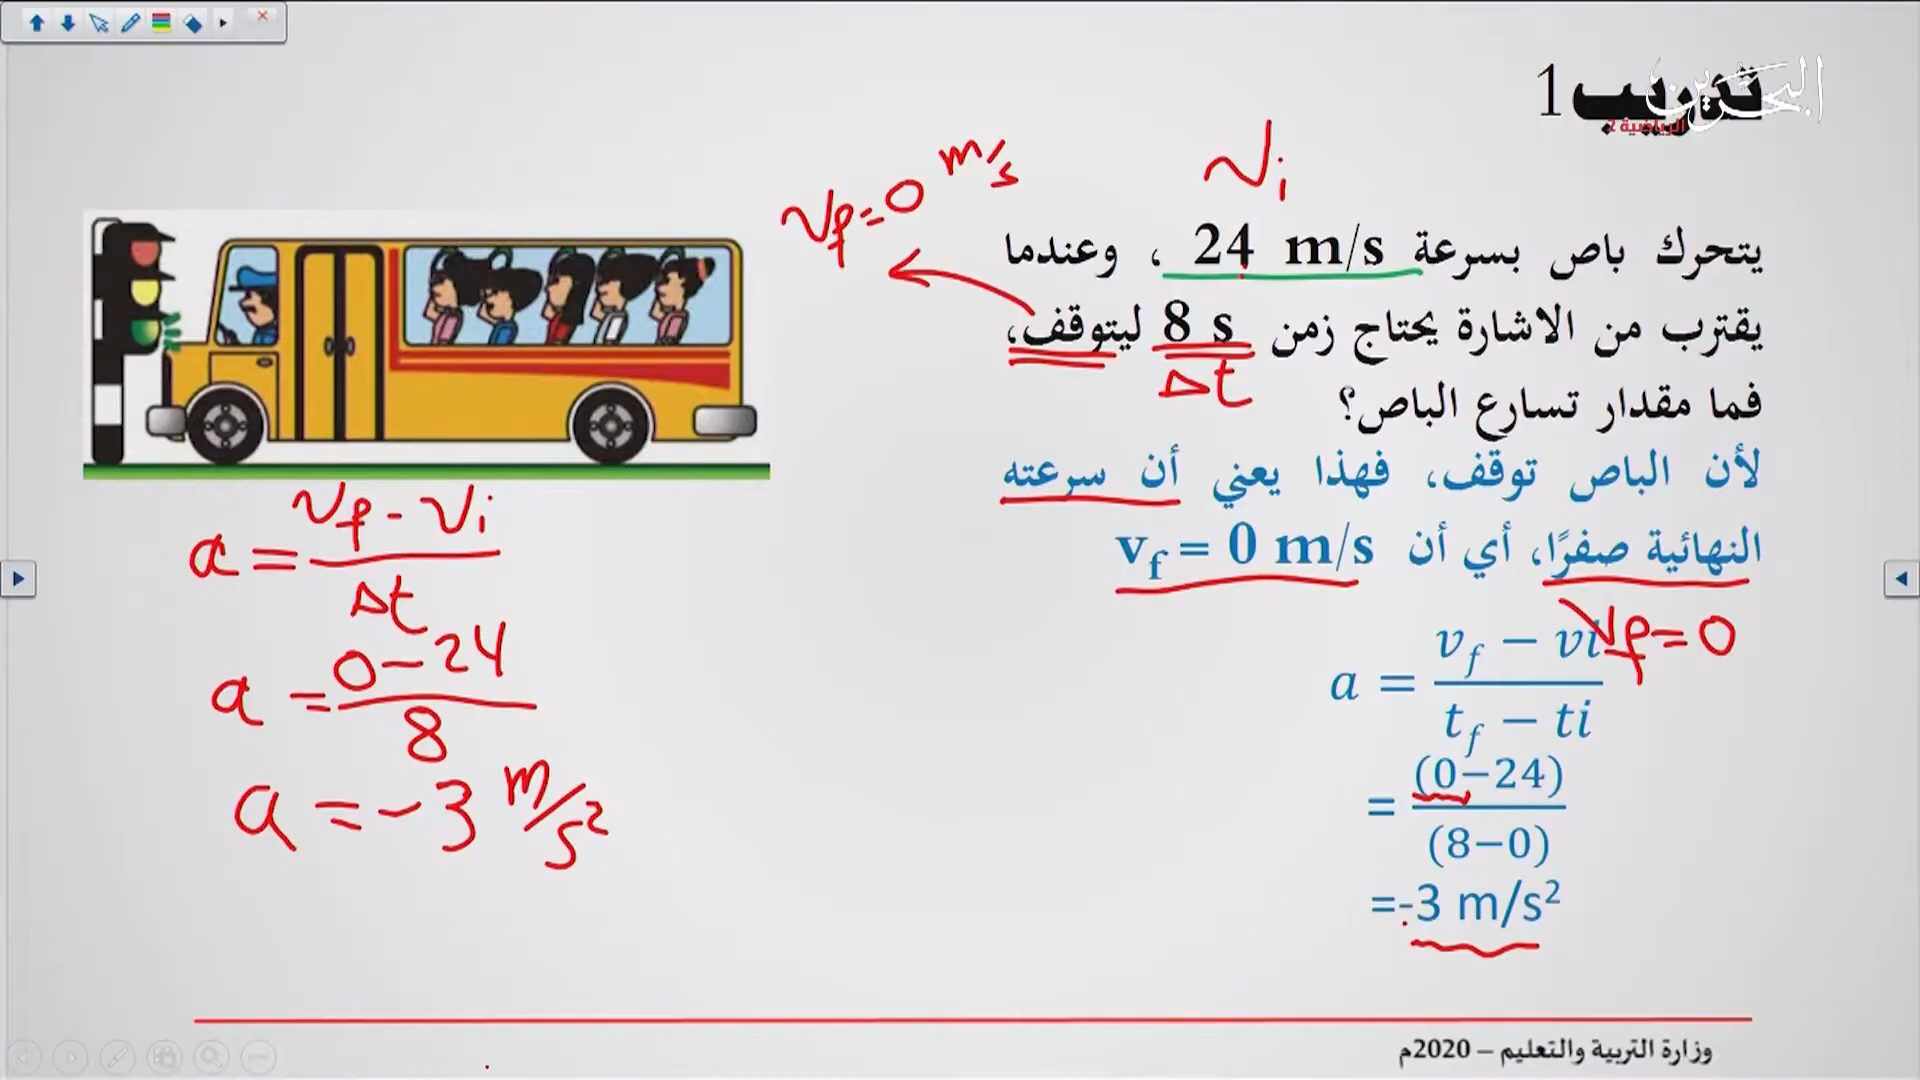 البحرين
الرياضية 2
تدريب 1
vi
vf = 0 m/s
يتحرك باص بسرعة 24 m/s ، وعندما
يقترب من الاشارة يحتاج زمن 8 s ليتوقف،
Δt
فما مقدار تسارع الباص؟
لأن الباص توقف، فهذا يعني أن سرعته
النهائية صفرًا، أي أن vf = 0 m/s
vf = 0
a = vf − vi / tf − ti
= (0−24) / (8−0)
=-3 m/s²
a = vf - vi / Δt
a = 0 - 24 / 8
a = -3 m/s²
وزارة التربية والتعليم – 2020م